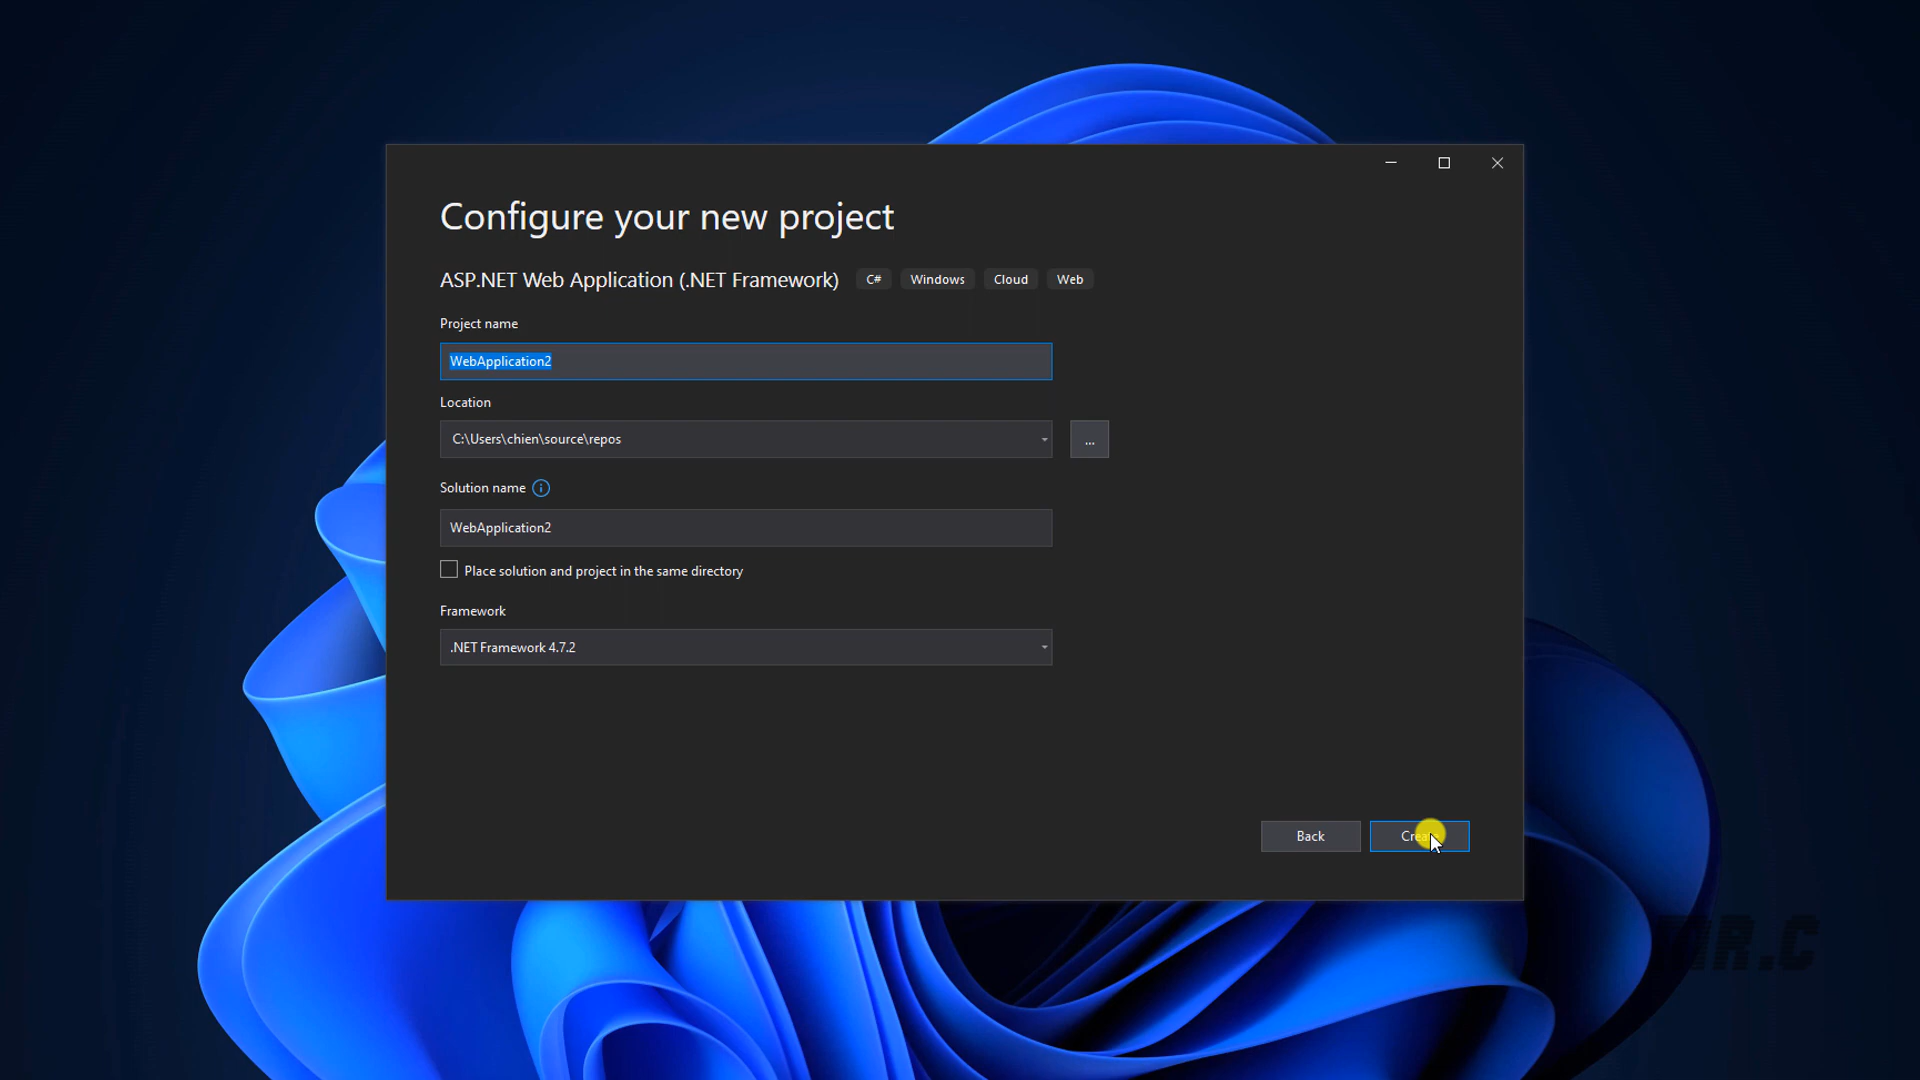 Configure your new project
ASP.NET Web Application (.NET Framework) C# Windows Cloud Web
Project name
WebApplication2
Location
C:\Users\chien\source\repos
...
Solution name
WebApplication2
Place solution and project in the same directory
Framework
.NET Framework 4.7.2
Back
MR.C